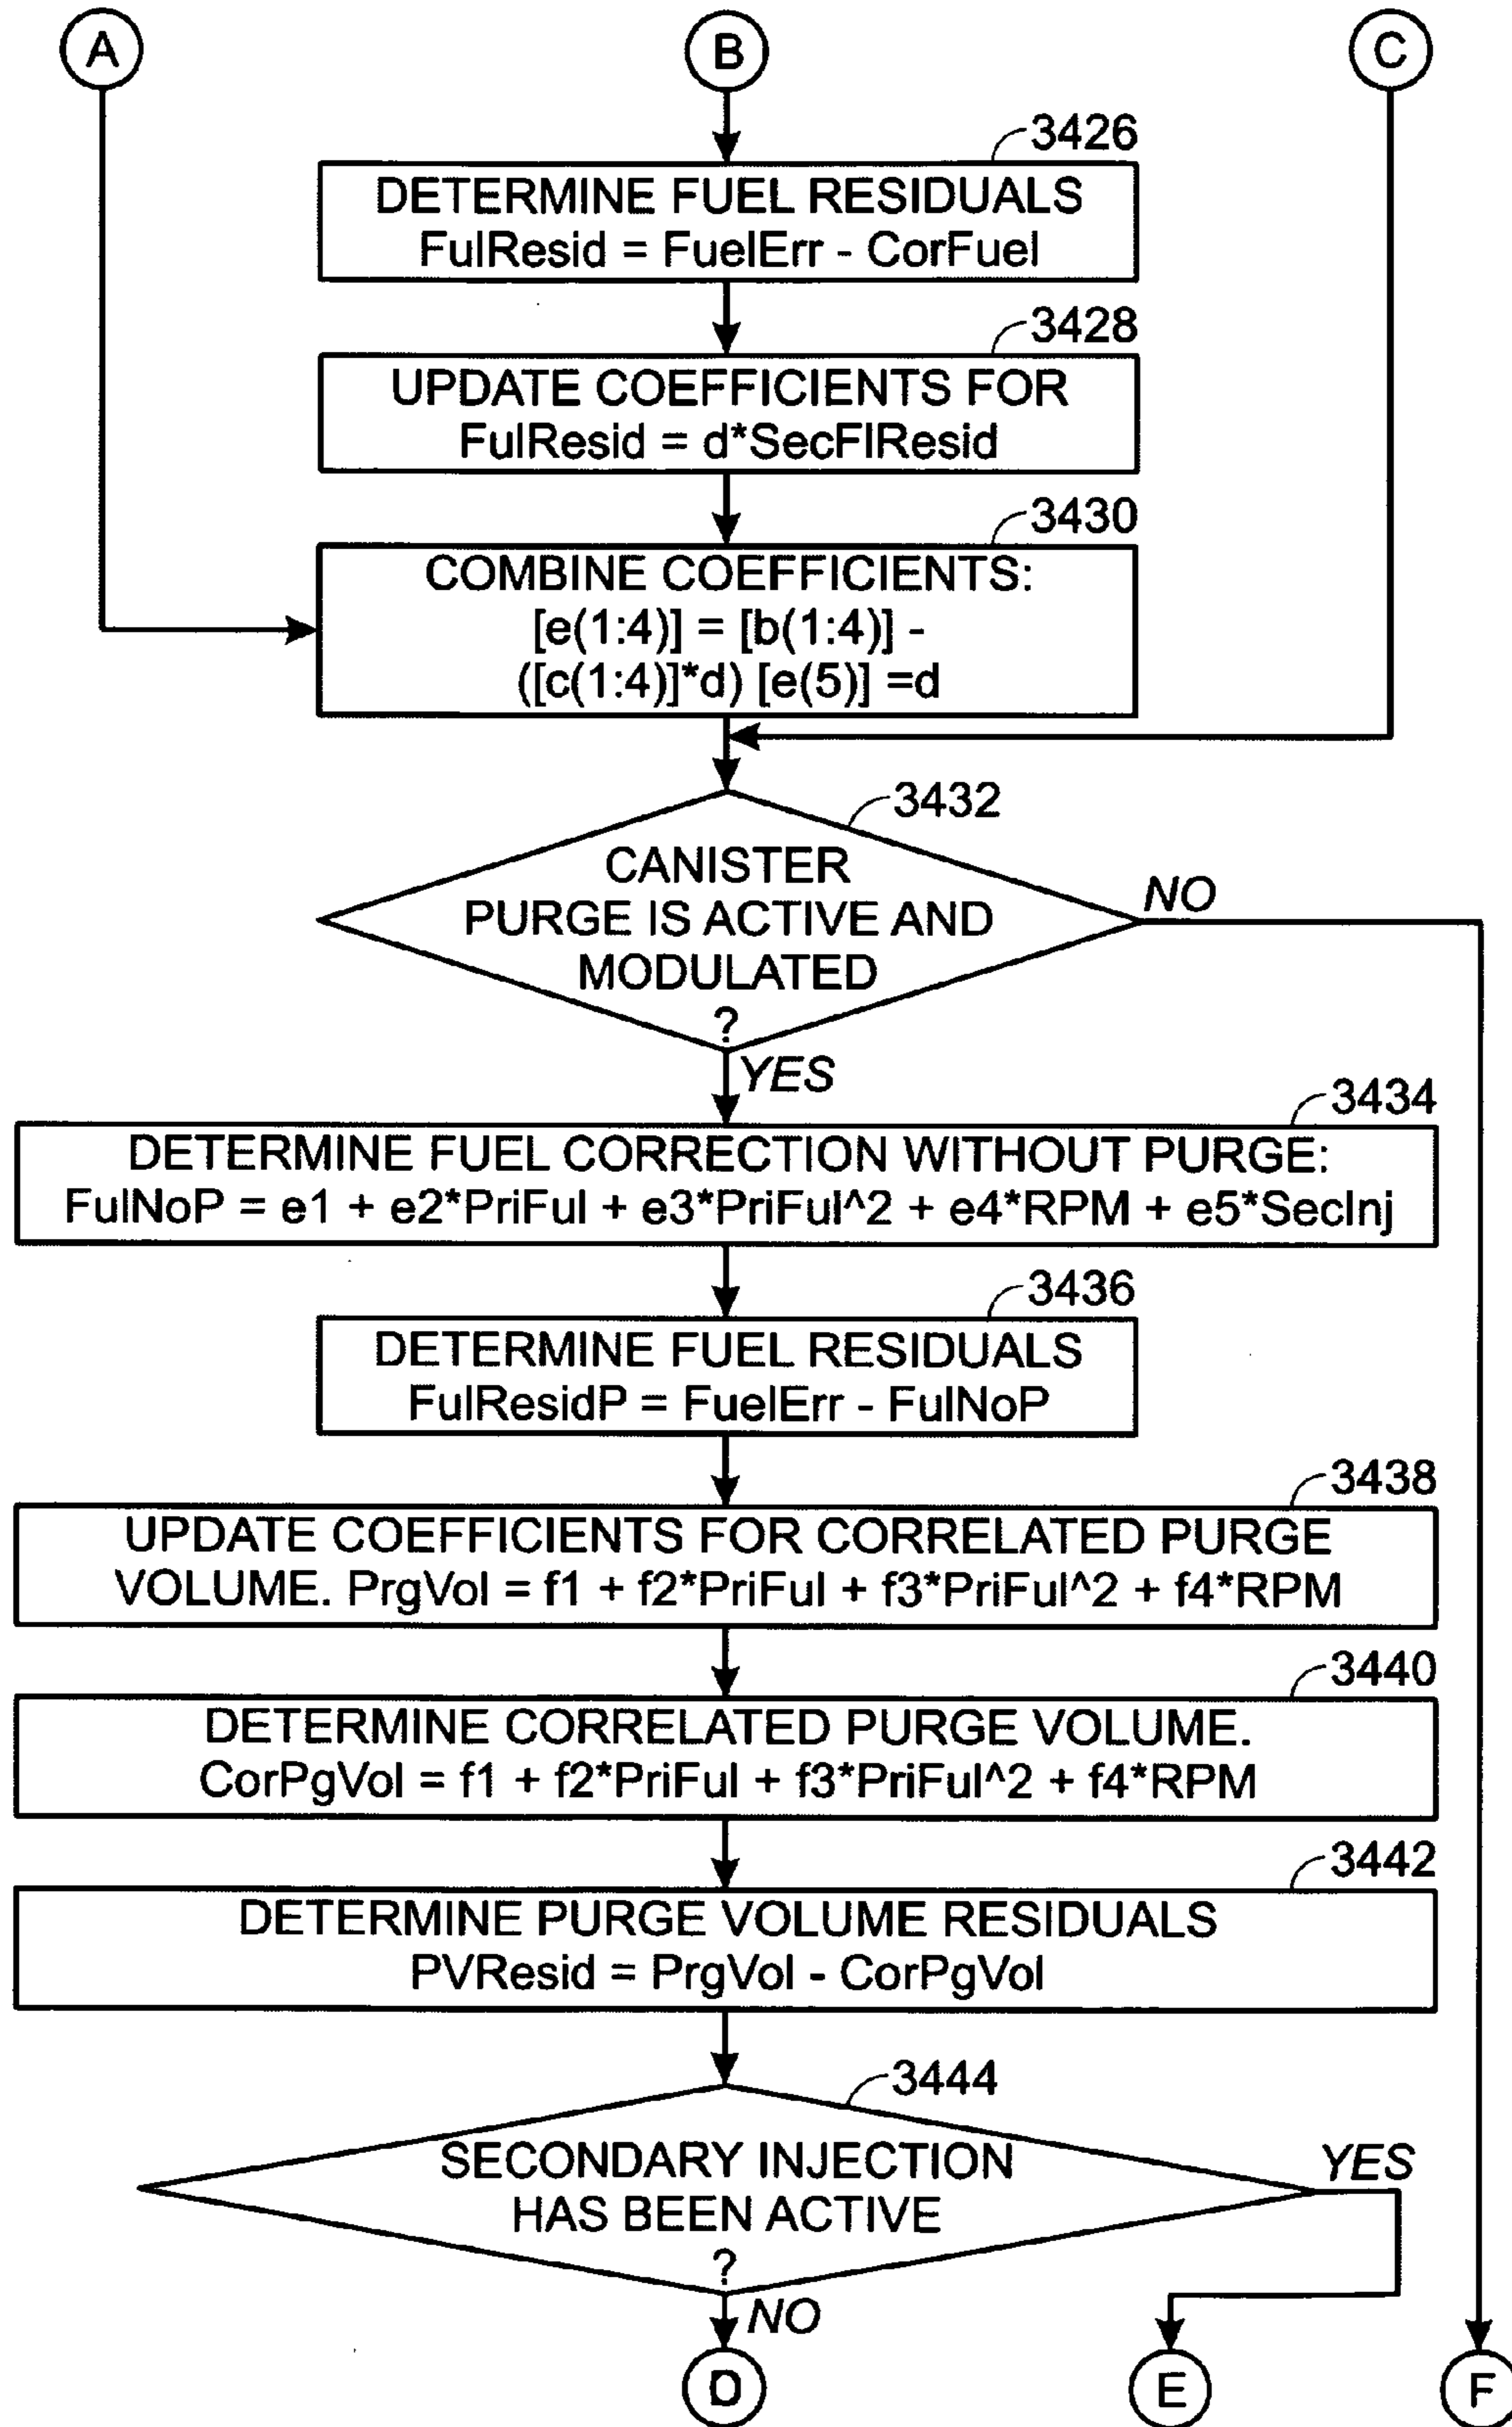 A
B
C
3426
DETERMINE FUEL RESIDUALS
FulResid = FuelErr - CorFuel
3428
UPDATE COEFFICIENTS FOR
FulResid = d*SecFlResid
3430
COMBINE COEFFICIENTS:
[e(1:4)] = [b(1:4)] -
([c(1:4)]*d) [e(5)] =d
3432
CANISTER
PURGE IS ACTIVE AND
MODULATED
?
NO
YES
3434
DETERMINE FUEL CORRECTION WITHOUT PURGE:
FulNoP = e1 + e2*PriFul + e3*PriFul^2 + e4*RPM + e5*SecInj
3436
DETERMINE FUEL RESIDUALS
FulResidP = FuelErr - FulNoP
3438
UPDATE COEFFICIENTS FOR CORRELATED PURGE
VOLUME. PrgVol = f1 + f2*PriFul + f3*PriFul^2 + f4*RPM
3440
DETERMINE CORRELATED PURGE VOLUME.
CorPgVol = f1 + f2*PriFul + f3*PriFul^2 + f4*RPM
3442
DETERMINE PURGE VOLUME RESIDUALS
PVResid = PrgVol - CorPgVol
3444
SECONDARY INJECTION
HAS BEEN ACTIVE
?
YES
NO
D
E
F